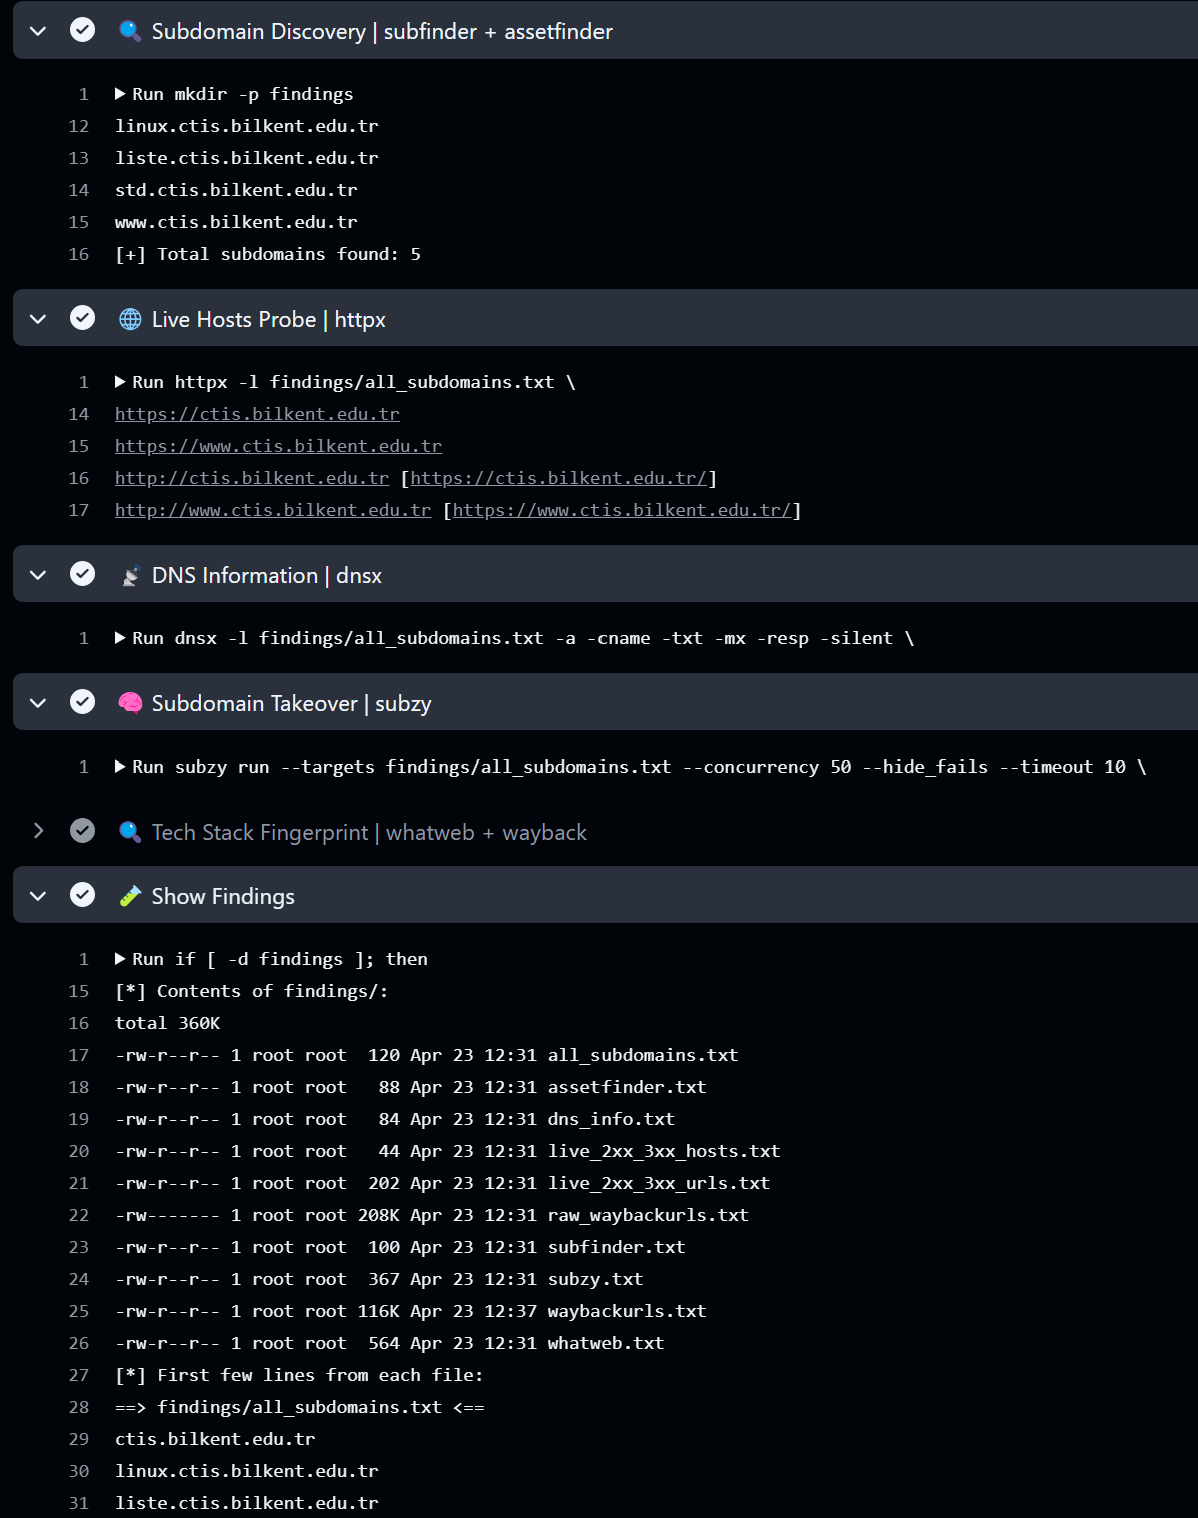 Subdomain Discovery | subfinder + assetfinder
1 Run mkdir -p findings
12 linux.ctis.bilkent.edu.tr
13 liste.ctis.bilkent.edu.tr
14 std.ctis.bilkent.edu.tr
15 www.ctis.bilkent.edu.tr
16 [+] Total subdomains found: 5
Live Hosts Probe | httpx
1 Run httpx -l findings/all_subdomains.txt \
14 https://ctis.bilkent.edu.tr
15 https://www.ctis.bilkent.edu.tr
16 http://ctis.bilkent.edu.tr [https://ctis.bilkent.edu.tr/]
17 http://www.ctis.bilkent.edu.tr [https://www.ctis.bilkent.edu.tr/]
DNS Information | dnsx
1 Run dnsx -l findings/all_subdomains.txt -a -cname -txt -mx -resp -silent \
Subdomain Takeover | subzy
1 Run subzy run --targets findings/all_subdomains.txt --concurrency 50 --hide_fails --timeout 10 \
Tech Stack Fingerprint | whatweb + wayback
Show Findings
1 Run if [ -d findings ]; then
15 [*] Contents of findings/:
16 total 360K
17 -rw-r--r-- 1 root root  120 Apr 23 12:31 all_subdomains.txt
18 -rw-r--r-- 1 root root   88 Apr 23 12:31 assetfinder.txt
19 -rw-r--r-- 1 root root   84 Apr 23 12:31 dns_info.txt
20 -rw-r--r-- 1 root root   44 Apr 23 12:31 live_2xx_3xx_hosts.txt
21 -rw-r--r-- 1 root root  202 Apr 23 12:31 live_2xx_3xx_urls.txt
22 -rw------- 1 root root 208K Apr 23 12:31 raw_waybackurls.txt
23 -rw-r--r-- 1 root root  100 Apr 23 12:31 subfinder.txt
24 -rw-r--r-- 1 root root  367 Apr 23 12:31 subzy.txt
25 -rw-r--r-- 1 root root 116K Apr 23 12:37 waybackurls.txt
26 -rw-r--r-- 1 root root  564 Apr 23 12:31 whatweb.txt
27 [*] First few lines from each file:
28 ==> findings/all_subdomains.txt <==
29 ctis.bilkent.edu.tr
30 linux.ctis.bilkent.edu.tr
31 liste.ctis.bilkent.edu.tr